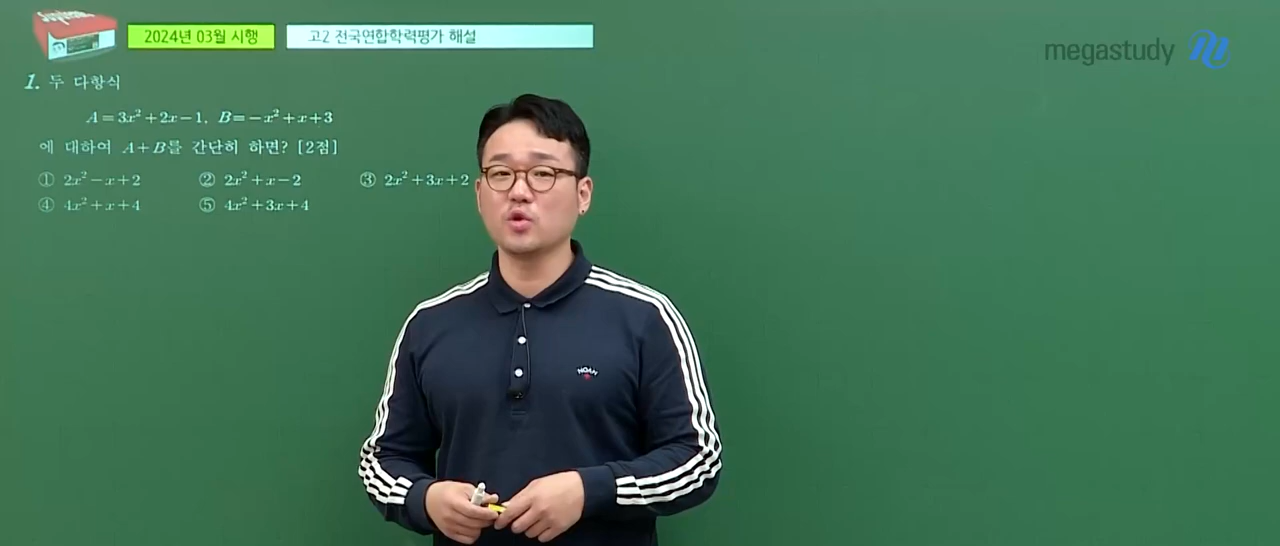 2024년 03월 시행
고2 전국연합학력평가 해설
megastudy
1. 두 다항식
A=3x²+2x−1, B=−x²+x+3
에 대하여 A+B를 간단히 하면? [2점]
① 2x²−x+2 ② 2x²+x−2 ③ 2x²+3x+2
④ 4x²+x+4 ⑤ 4x²+3x+4
NOAH